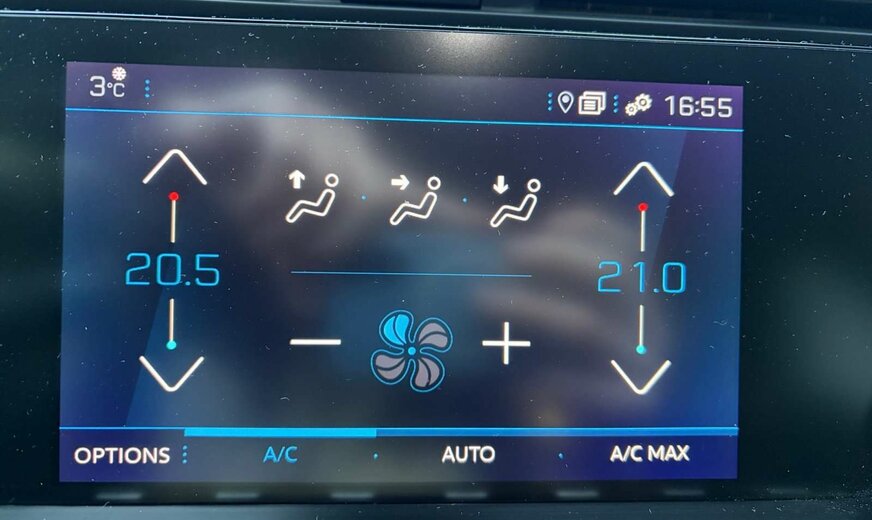 3°C 16:55
20.5 21.0
OPTIONS A/C AUTO A/C MAX